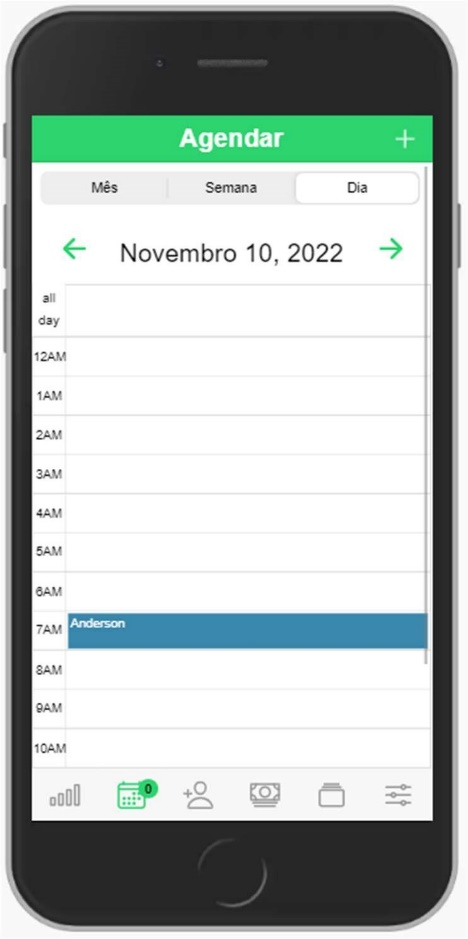 Agendar +
Mês Semana Dia
Novembro 10, 2022
all
day
12AM
1AM
2AM
3AM
4AM
5AM
6AM
7AM Anderson
8AM
9AM
10AM
0